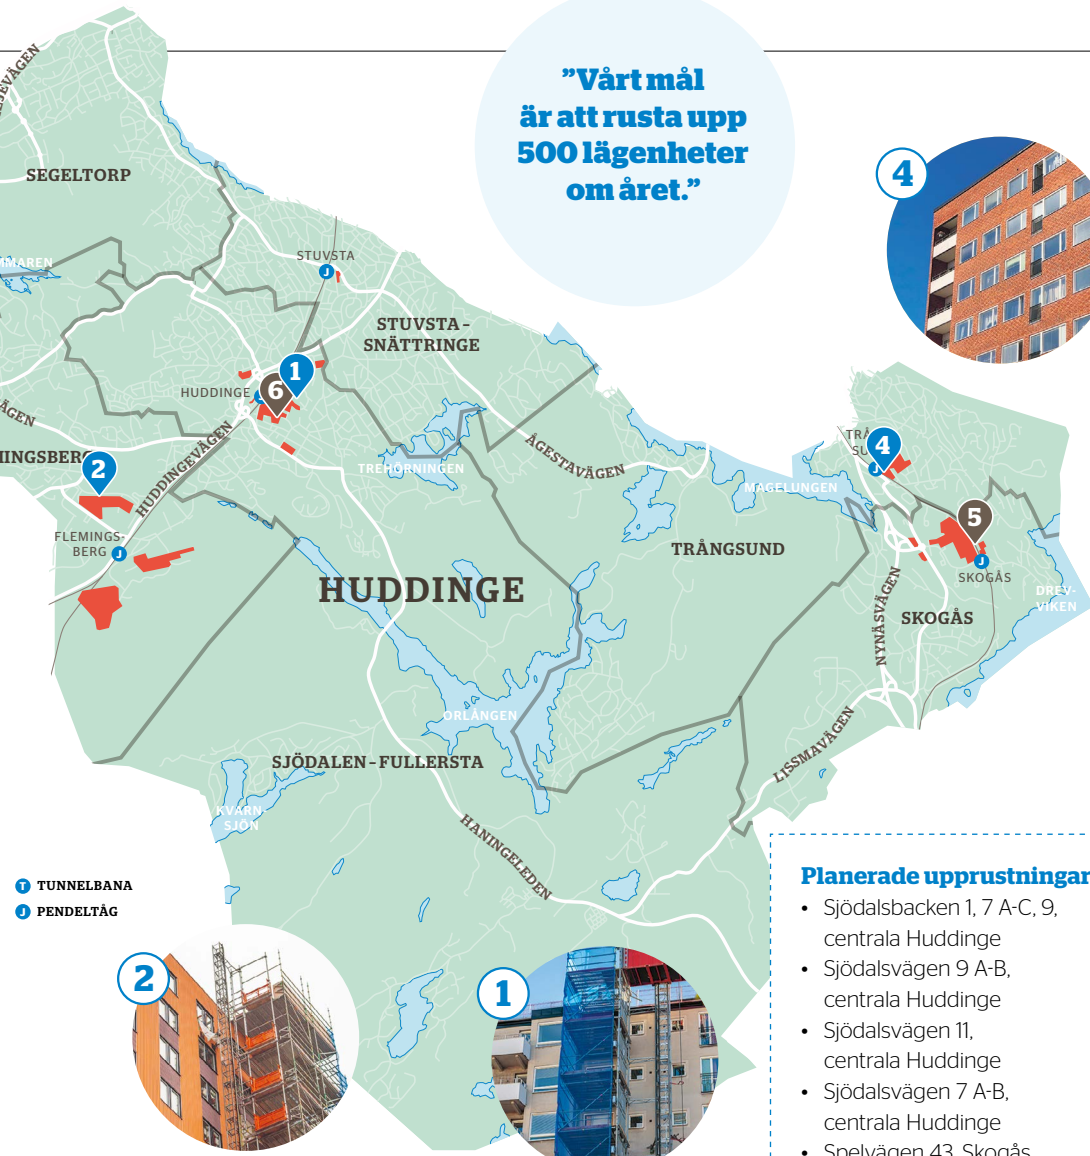 ”Vårt mål
är att rusta upp
500 lägenheter
om året.”
4
SEGELTORP
STUVSTA
STUVSTA–
SNÄTTRINGE
HUDDINGE
1
6
2
HUDDINGEVÄGEN
FLEMINGS-
BERG
TREHÖRNINGEN
ÅGESTAVÄGEN
MAGELUNGEN
4
5
TRÅNGSUND
SKOGÅS
DREV-
VIKEN
HUDDINGE
SKOGÅS
NYNÄSVÄGEN
ORLÅNGEN
LISSMAVÄGEN
SJÖDALEN–FULLERSTA
KVARN-
SJÖN
HANINGELEDEN
T TUNNELBANA
J PENDELTÅG
2
1
Planerade upprustningar
• Sjödalsbacken 1, 7 A-C, 9,
centrala Huddinge
• Sjödalsvägen 9 A-B,
centrala Huddinge
• Sjödalsvägen 11,
centrala Huddinge
• Sjödalsvägen 7 A-B,
centrala Huddinge
• Spelvägen 43, Skogås